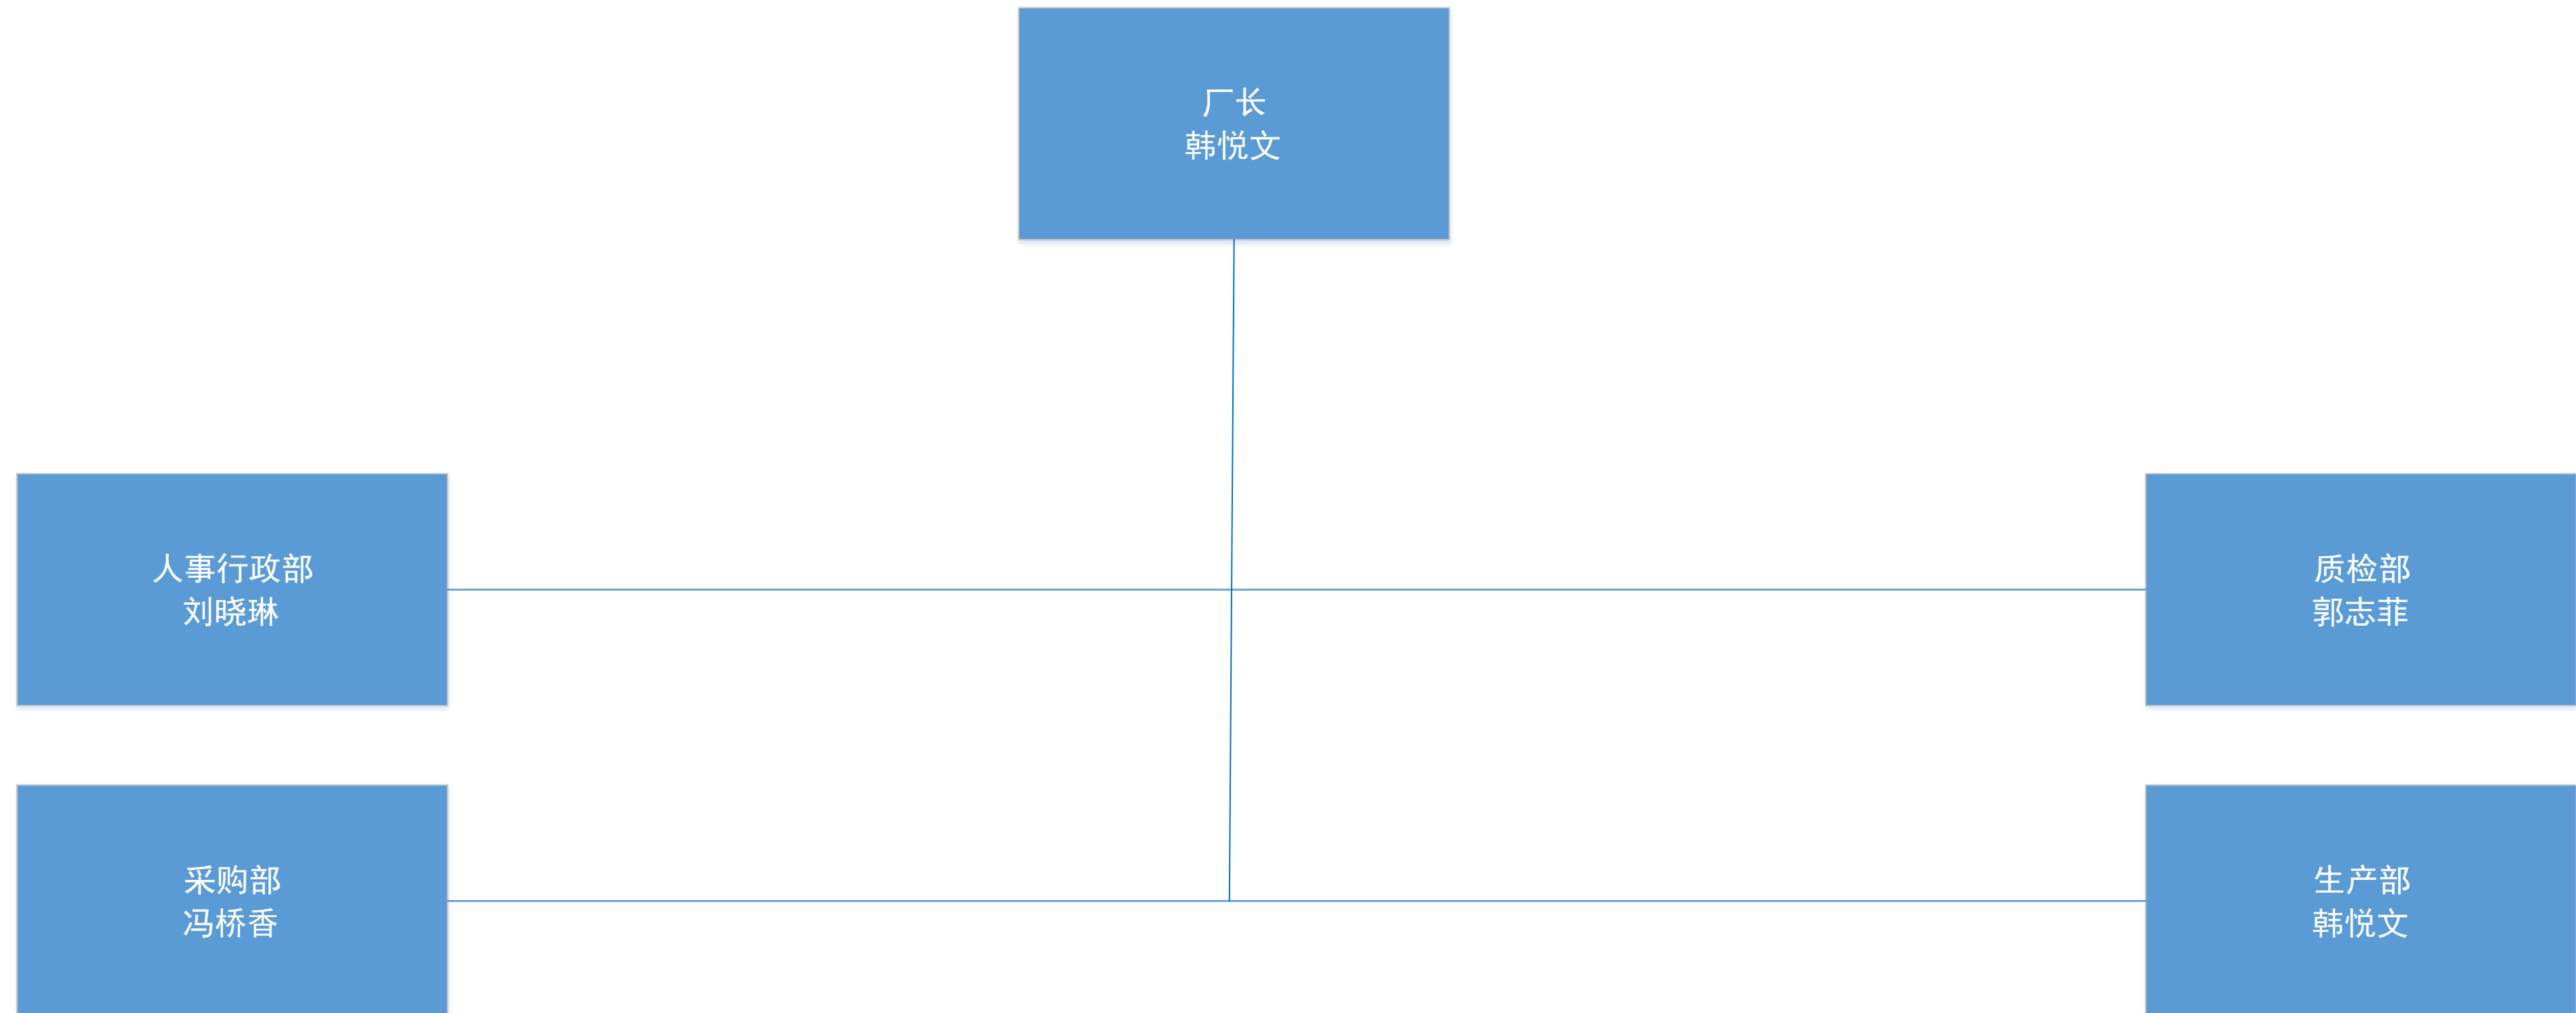 厂长
韩悦文
人事行政部
刘晓琳
质检部
郭志菲
采购部
冯桥香
生产部
韩悦文